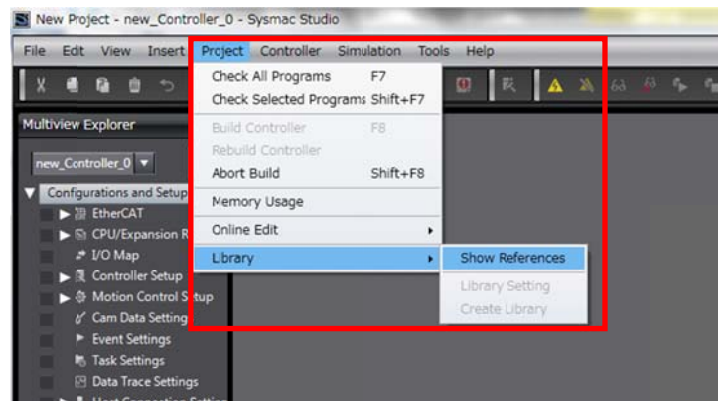 New Project - new_Controller_0 - Sysmac Studio
File Edit View Insert Project Controller Simulation Tools Help
Check All Programs F7
Check Selected Programs Shift+F7
Build Controller F8
Rebuild Controller
Abort Build Shift+F8
Memory Usage
Online Edit
Library
Show References
Library Setting
Create Library
Multiview Explorer
new_Controller_0
Configurations and Setup
EtherCAT
CPU/Expansion R
I/O Map
Controller Setup
Motion Control Setup
Cam Data Setting
Event Settings
Task Settings
Data Trace Settings